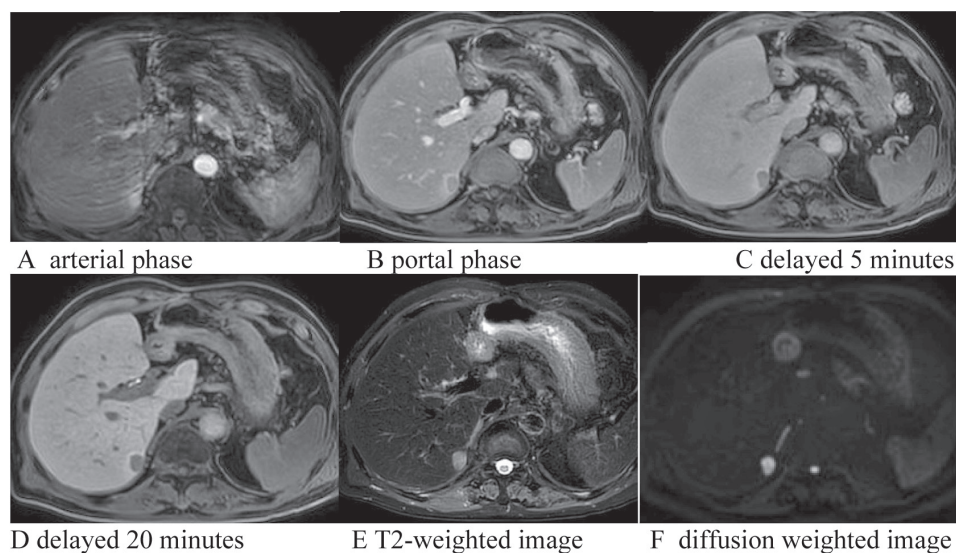 A arterial phase
B portal phase
C delayed 5 minutes
D delayed 20 minutes
E T2-weighted image
F diffusion weighted image